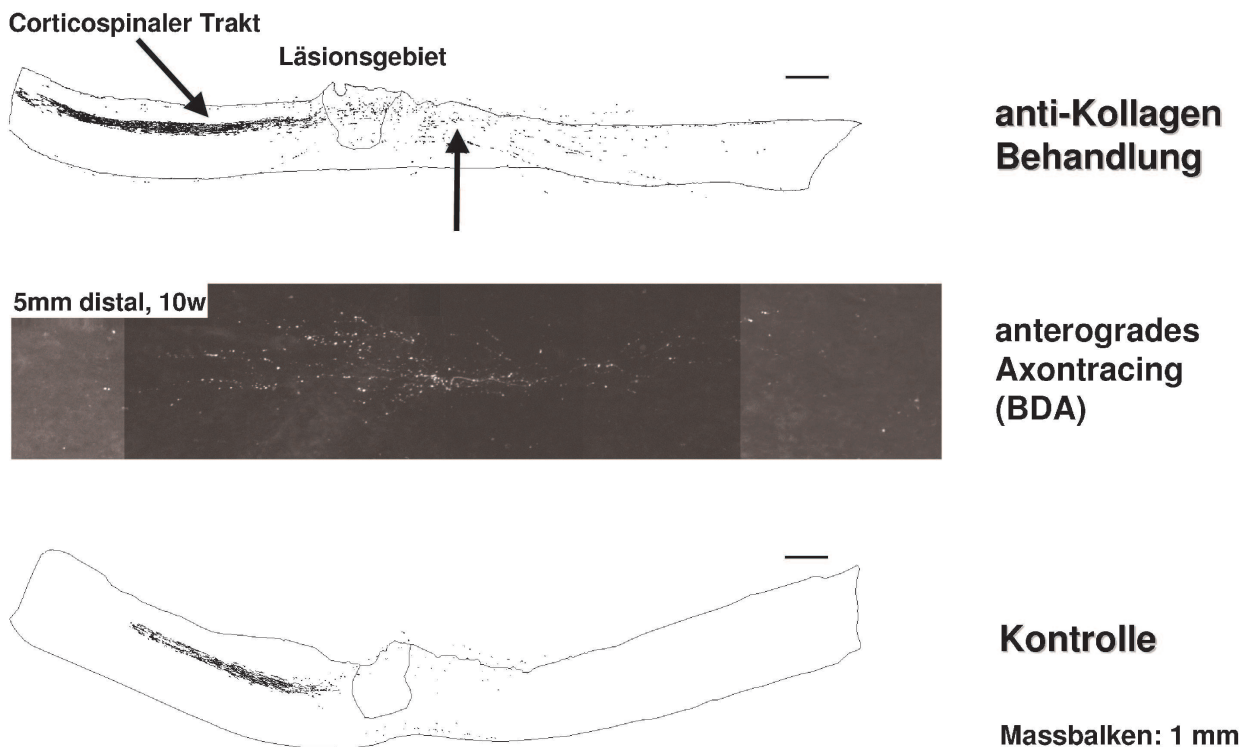 Corticospinaler Trakt
Läsionsgebiet
anti-Kollagen
Behandlung
5mm distal, 10w
anterogrades
Axontracing
(BDA)
Kontrolle
Massbalken: 1 mm